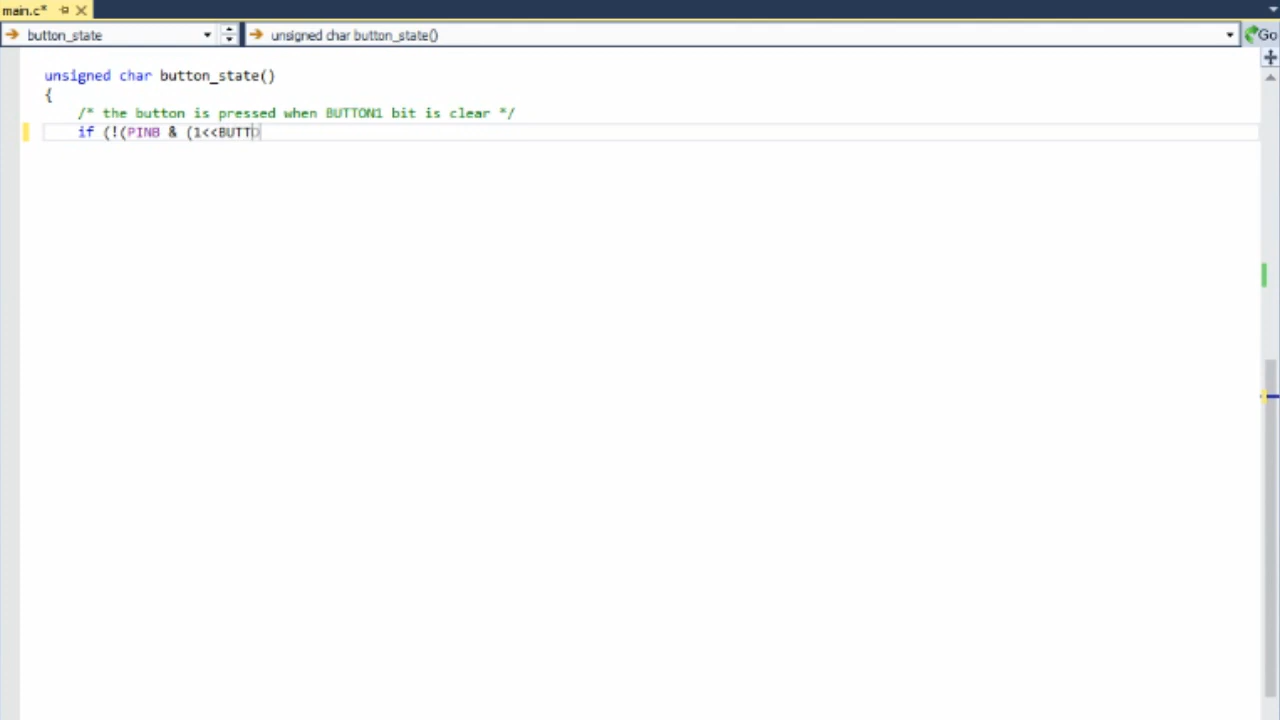 main.c*
button_state
unsigned char button_state()
Go
unsigned char button_state()
{
/* the button is pressed when BUTTON1 bit is clear */
if (!(PINB & (1<<BUTTO